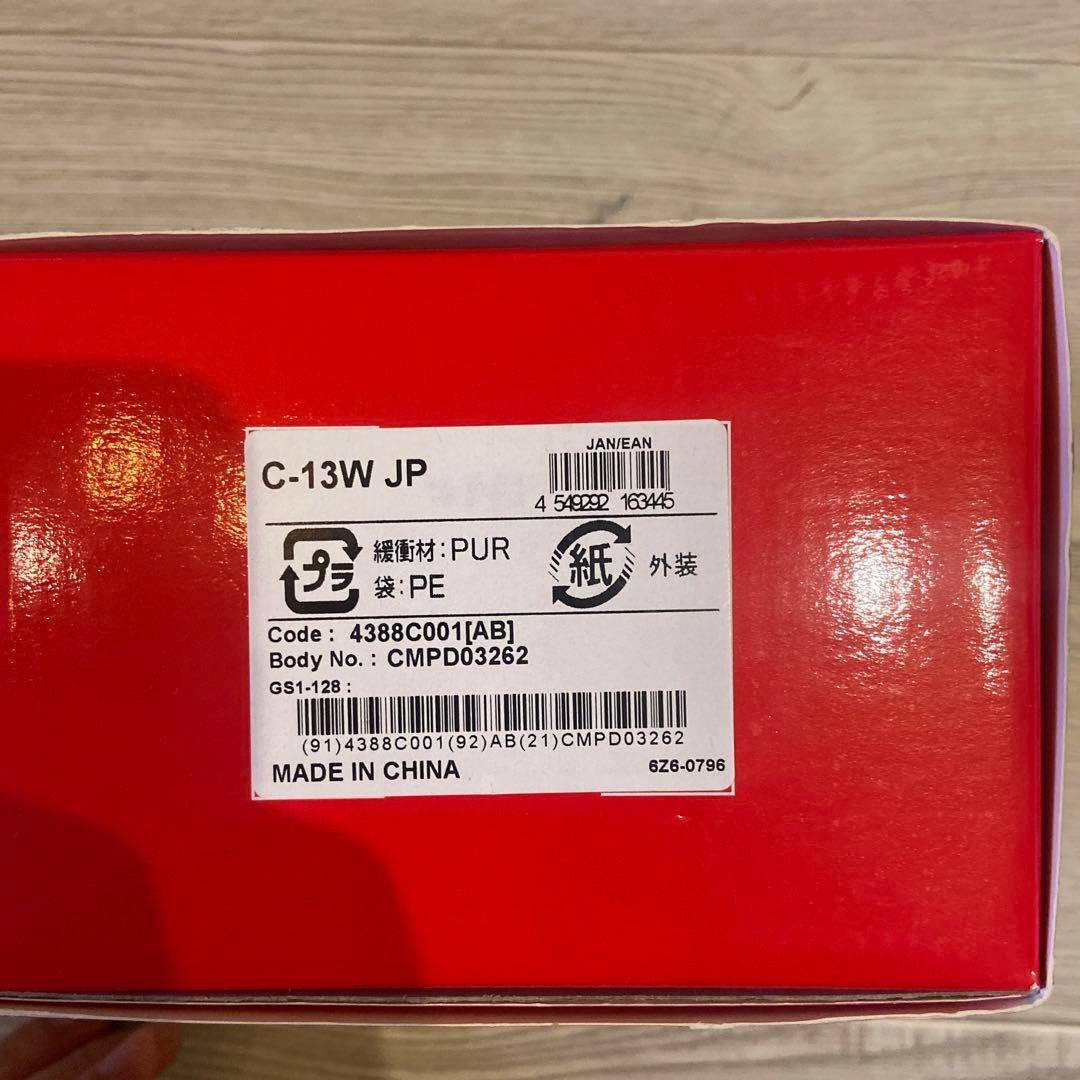 C-13W JP
JAN/EAN
4 549292 163445
プラ
緩衝材:PUR
袋:PE
紙
外装
Code : 4388C001[AB]
Body No. : CMPD03262
GS1-128 :
(91)4388C001(92)AB(21)CMPD03262
MADE IN CHINA
6Z6-0796